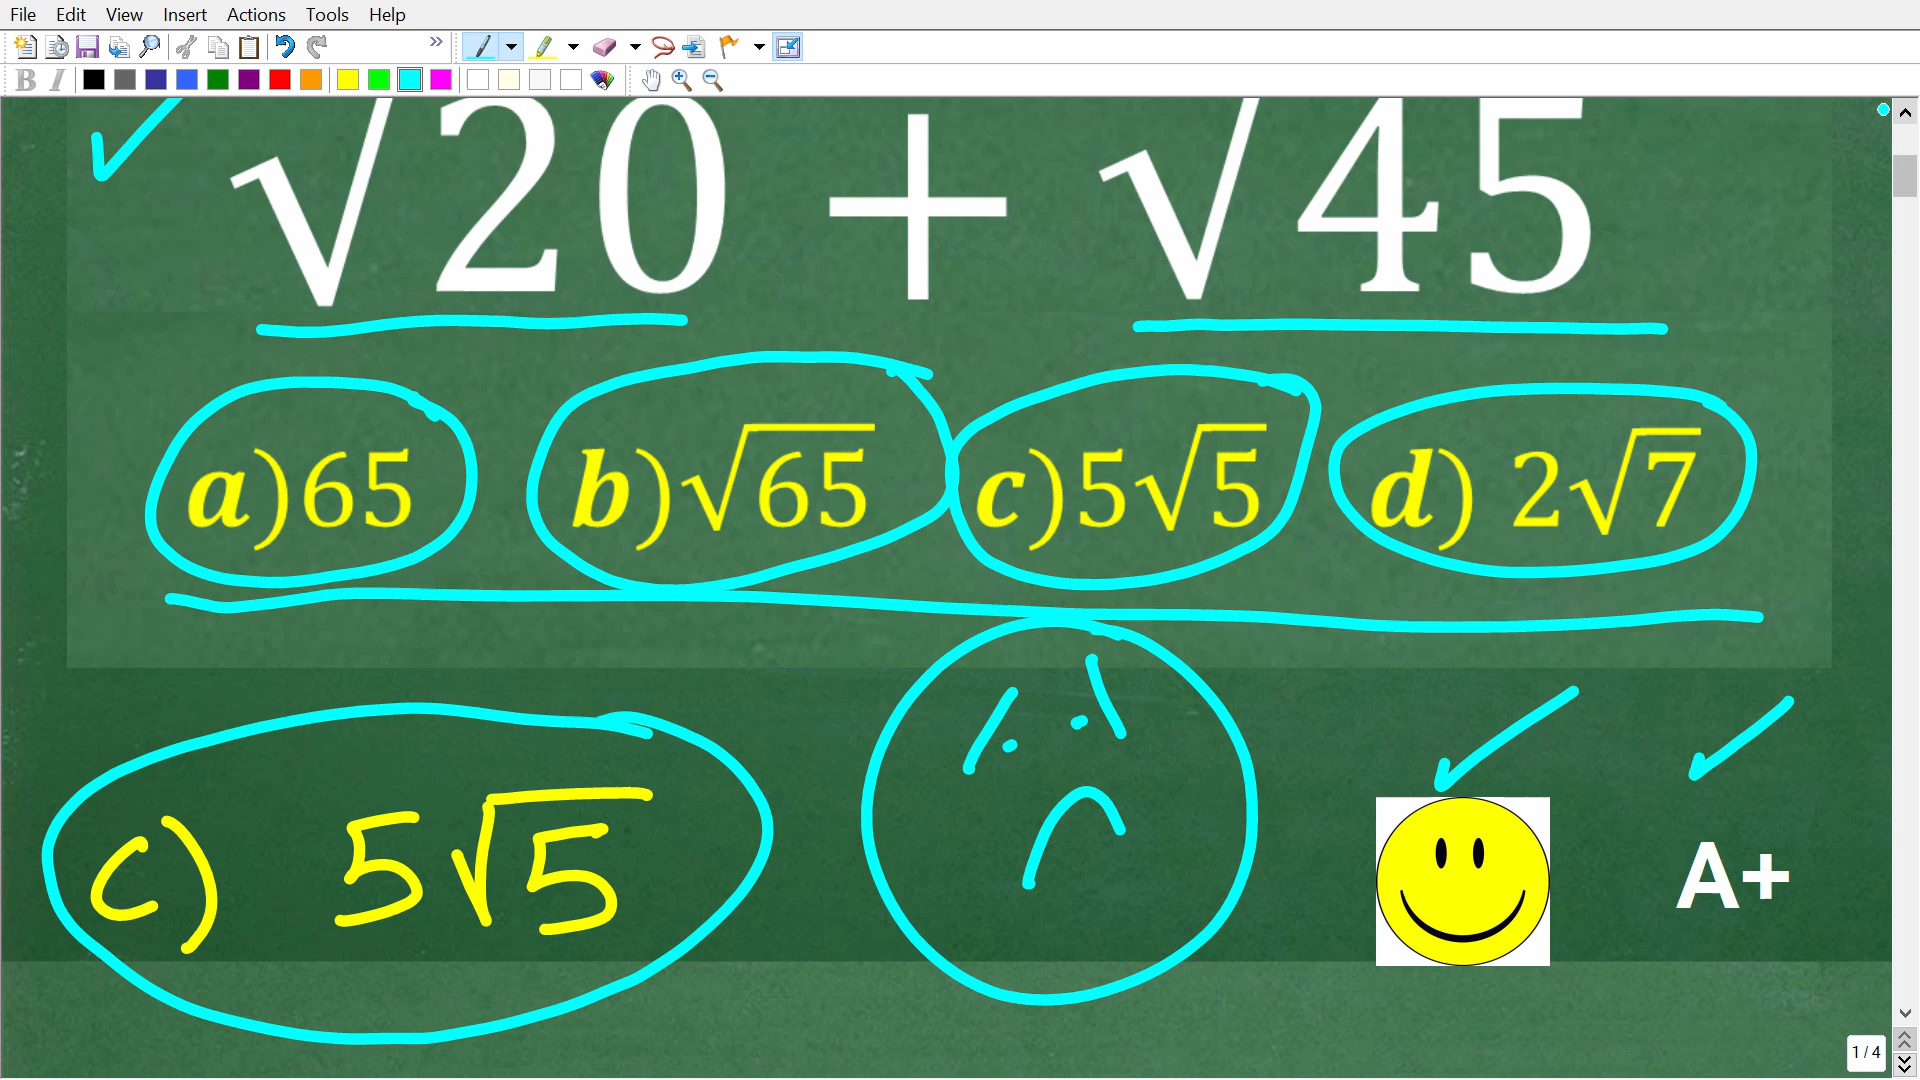 File Edit View Insert Actions Tools Help
B I
√20 + √45
a)65 b)√65 c)5√5 d) 2√7
c) 5√5
A+
1 / 4